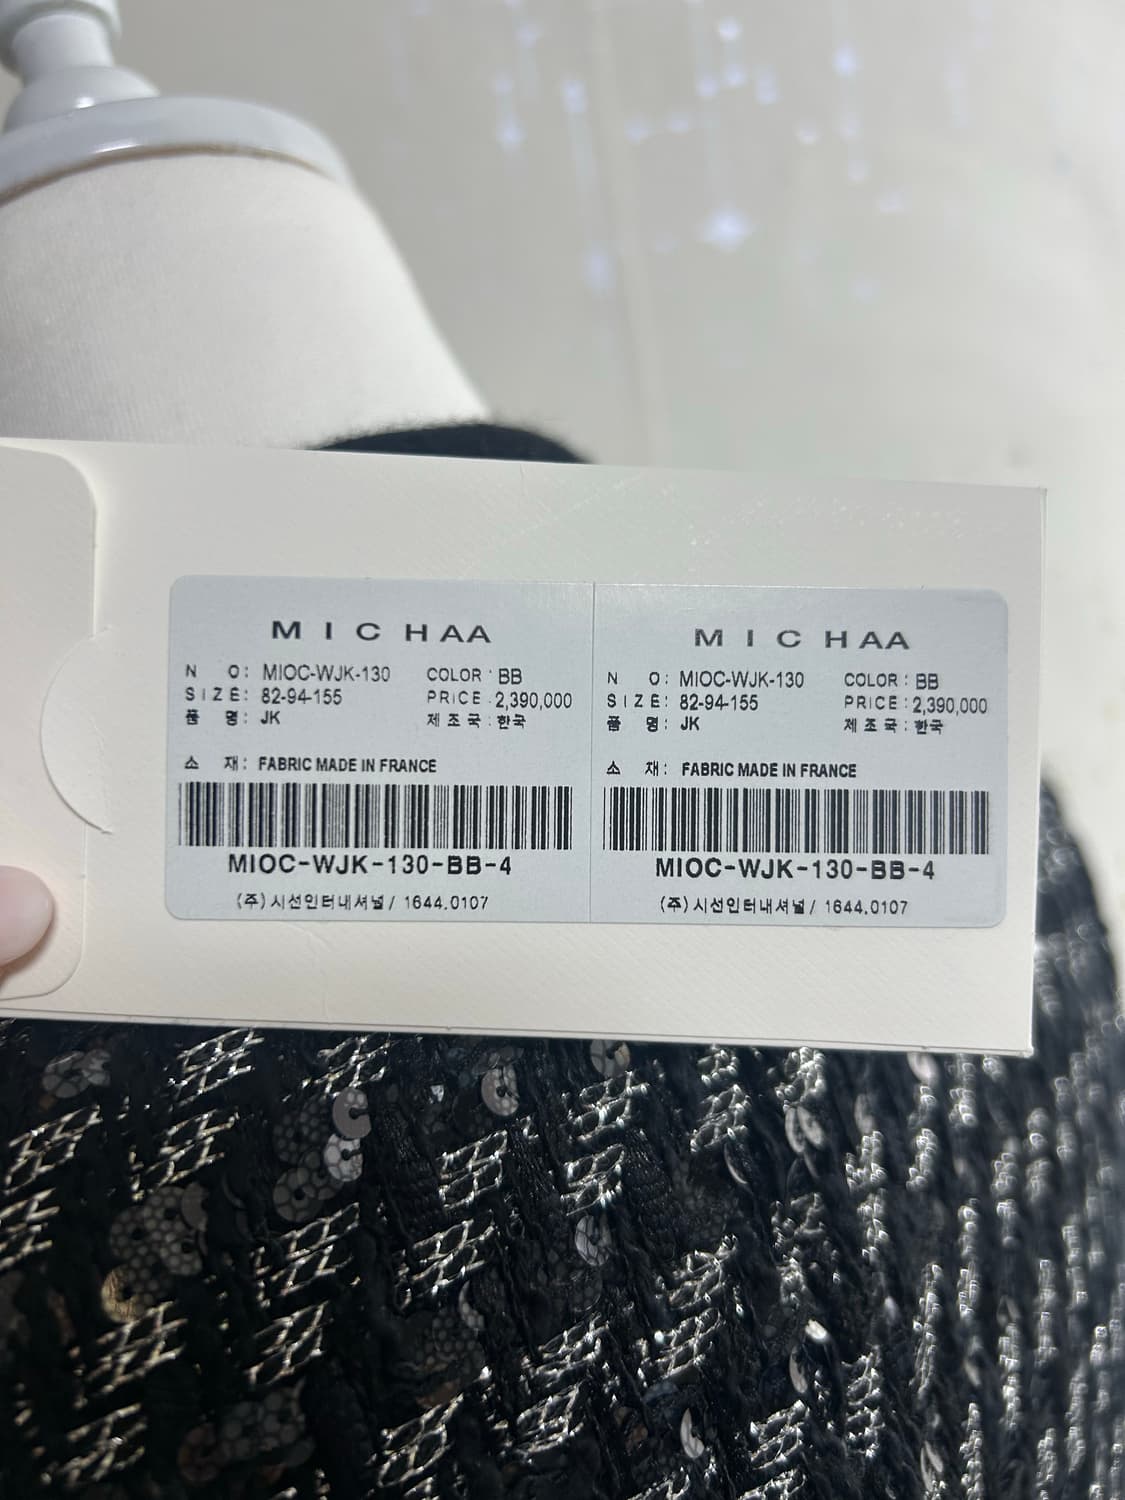 MICHAA
N O: MIOC-WJK-130 COLOR: BB
SIZE: 82-94-155 PRICE: 2,390,000
품 명: JK 제조국: 한국
소 재: FABRIC MADE IN FRANCE
MIOC-WJK-130-BB-4
(주)시선인터내셔널/ 1644.0107
MICHAA
N O: MIOC-WJK-130 COLOR: BB
SIZE: 82-94-155 PRICE: 2,390,000
품 명: JK 제조국: 한국
소 재: FABRIC MADE IN FRANCE
MIOC-WJK-130-BB-4
(주)시선인터내셔널/ 1644.0107